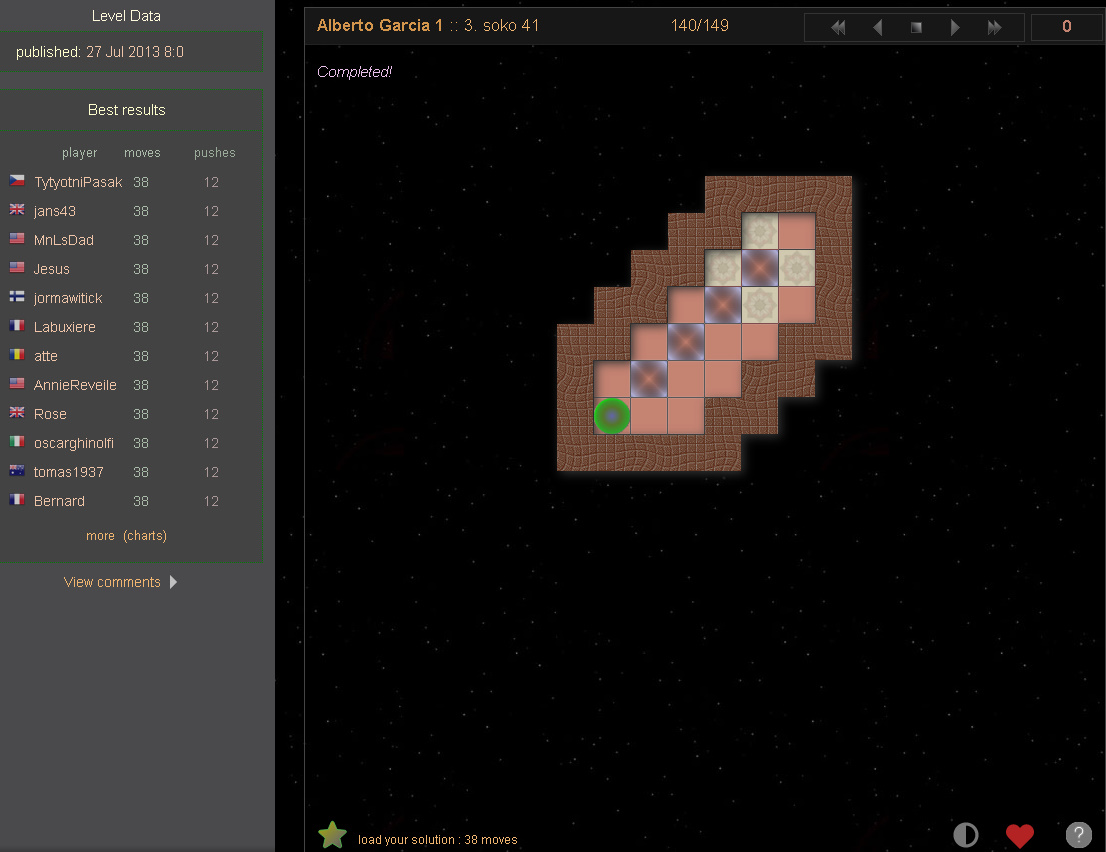 Level Data
published: 27 Jul 2013 8:0
Best results
player moves pushes
TytyotniPasak 38 12
jans43 38 12
MnLsDad 38 12
Jesus 38 12
jormawitick 38 12
Labuxiere 38 12
atte 38 12
AnnieReveile 38 12
Rose 38 12
oscarghinolfi 38 12
tomas1937 38 12
Bernard 38 12
more (charts)
View comments
Alberto Garcia 1 :: 3. soko 41 140/149 0
Completed!
load your solution : 38 moves
?